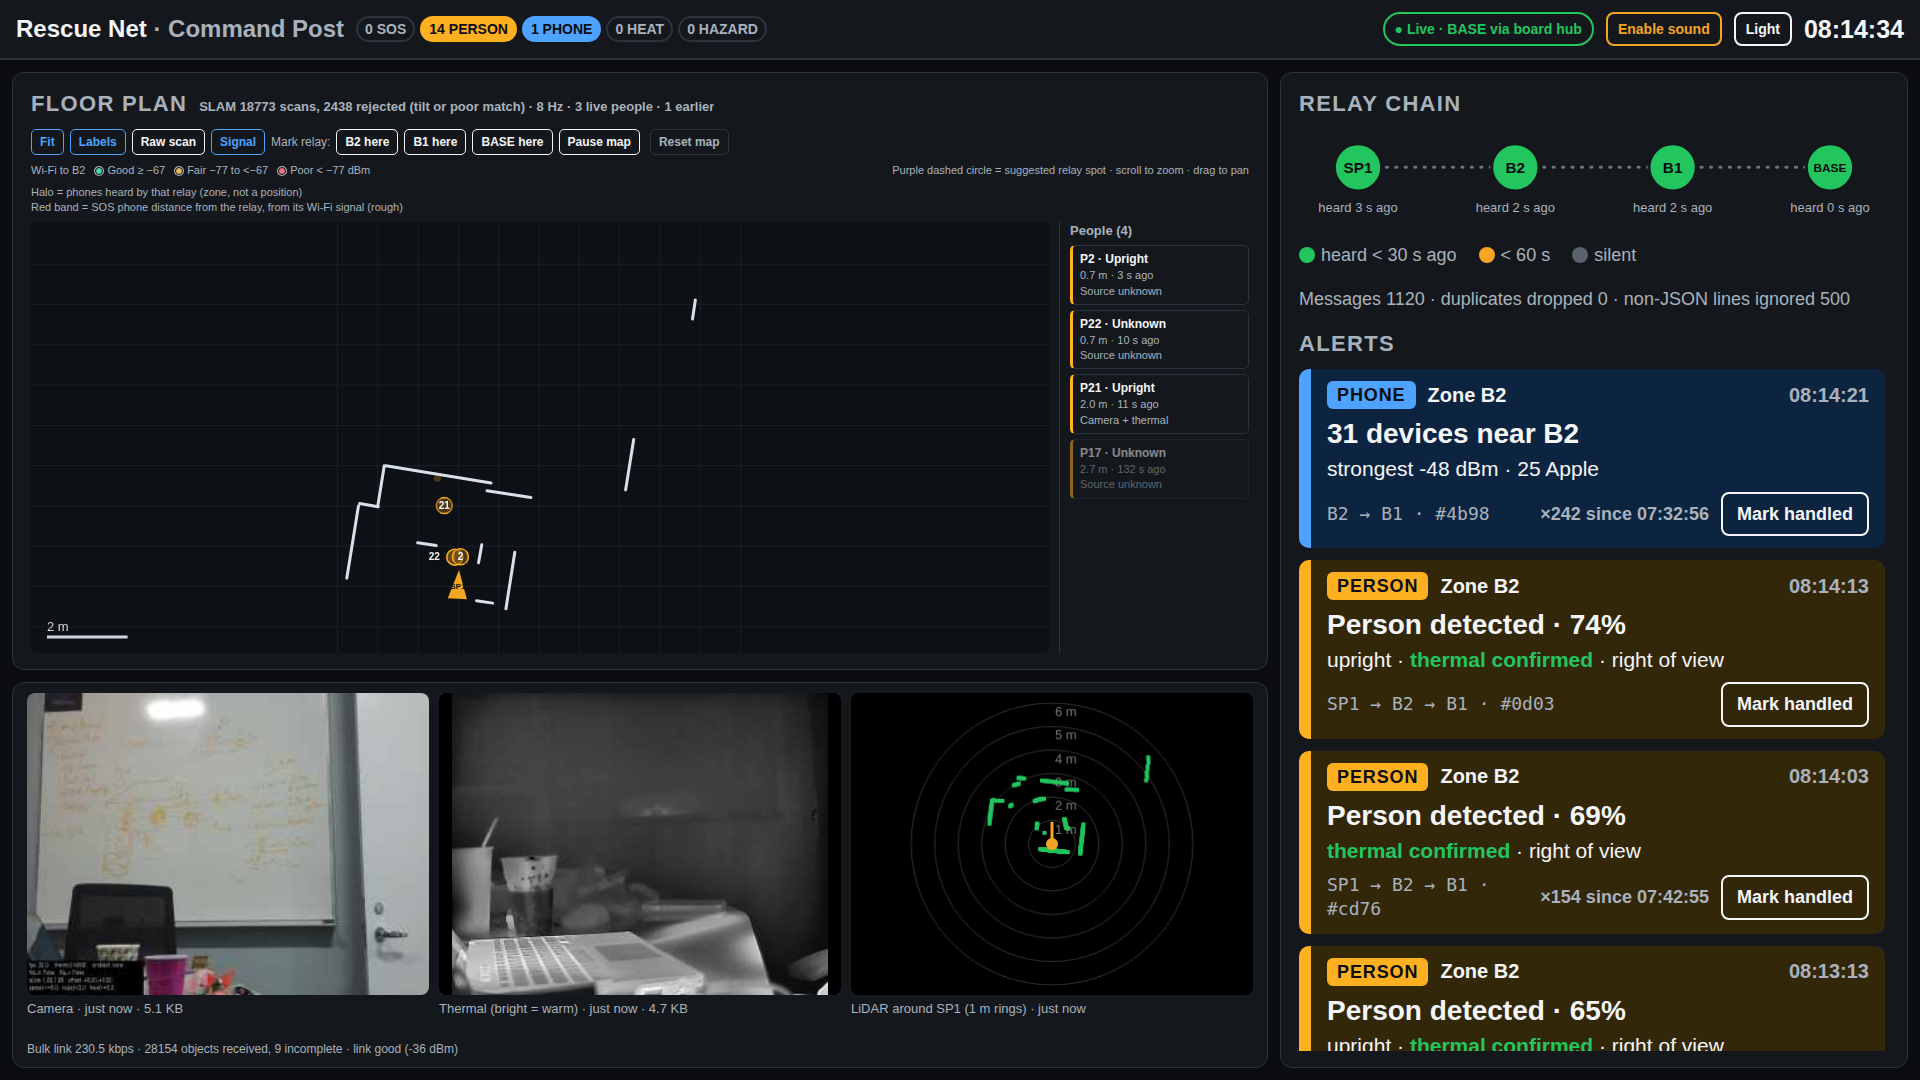 Rescue Net · Command Post
0 SOS
14 PERSON
1 PHONE
0 HEAT
0 HAZARD
● Live · BASE via board hub
Enable sound
Light
08:14:34
FLOOR PLAN
SLAM 18773 scans, 2438 rejected (tilt or poor match) · 8 Hz · 3 live people · 1 earlier
Fit
Labels
Raw scan
Signal
Mark relay:
B2 here
B1 here
BASE here
Pause map
Reset map
Wi-Fi to B2
Good ≥ −67
Fair −77 to <−67
Poor < −77 dBm
Purple dashed circle = suggested relay spot · scroll to zoom · drag to pan
Halo = phones heard by that relay (zone, not a position)
Red band = SOS phone distance from the relay, from its Wi-Fi signal (rough)
21
22
2
2 m
People (4)
P2 · Upright
0.7 m · 3 s ago
Source unknown
P22 · Unknown
0.7 m · 10 s ago
Source unknown
P21 · Upright
2.0 m · 11 s ago
Camera + thermal
P17 · Unknown
2.7 m · 132 s ago
Source unknown
6 m
5 m
4 m
3 m
2 m
1 m
Camera · just now · 5.1 KB
Thermal (bright = warm) · just now · 4.7 KB
LiDAR around SP1 (1 m rings) · just now
Bulk link 230.5 kbps · 28154 objects received, 9 incomplete · link good (-36 dBm)
RELAY CHAIN
SP1
B2
B1
BASE
heard 3 s ago
heard 2 s ago
heard 2 s ago
heard 0 s ago
heard < 30 s ago
< 60 s
silent
Messages 1120 · duplicates dropped 0 · non-JSON lines ignored 500
ALERTS
PHONE
Zone B2
08:14:21
31 devices near B2
strongest -48 dBm · 25 Apple
B2 → B1 · #4b98
×242 since 07:32:56
Mark handled
PERSON
Zone B2
08:14:13
Person detected · 74%
upright · thermal confirmed · right of view
SP1 → B2 → B1 · #0d03
Mark handled
PERSON
Zone B2
08:14:03
Person detected · 69%
thermal confirmed · right of view
SP1 → B2 → B1 ·
#cd76
×154 since 07:42:55
Mark handled
PERSON
Zone B2
08:13:13
Person detected · 65%
upright · thermal confirmed · right of view